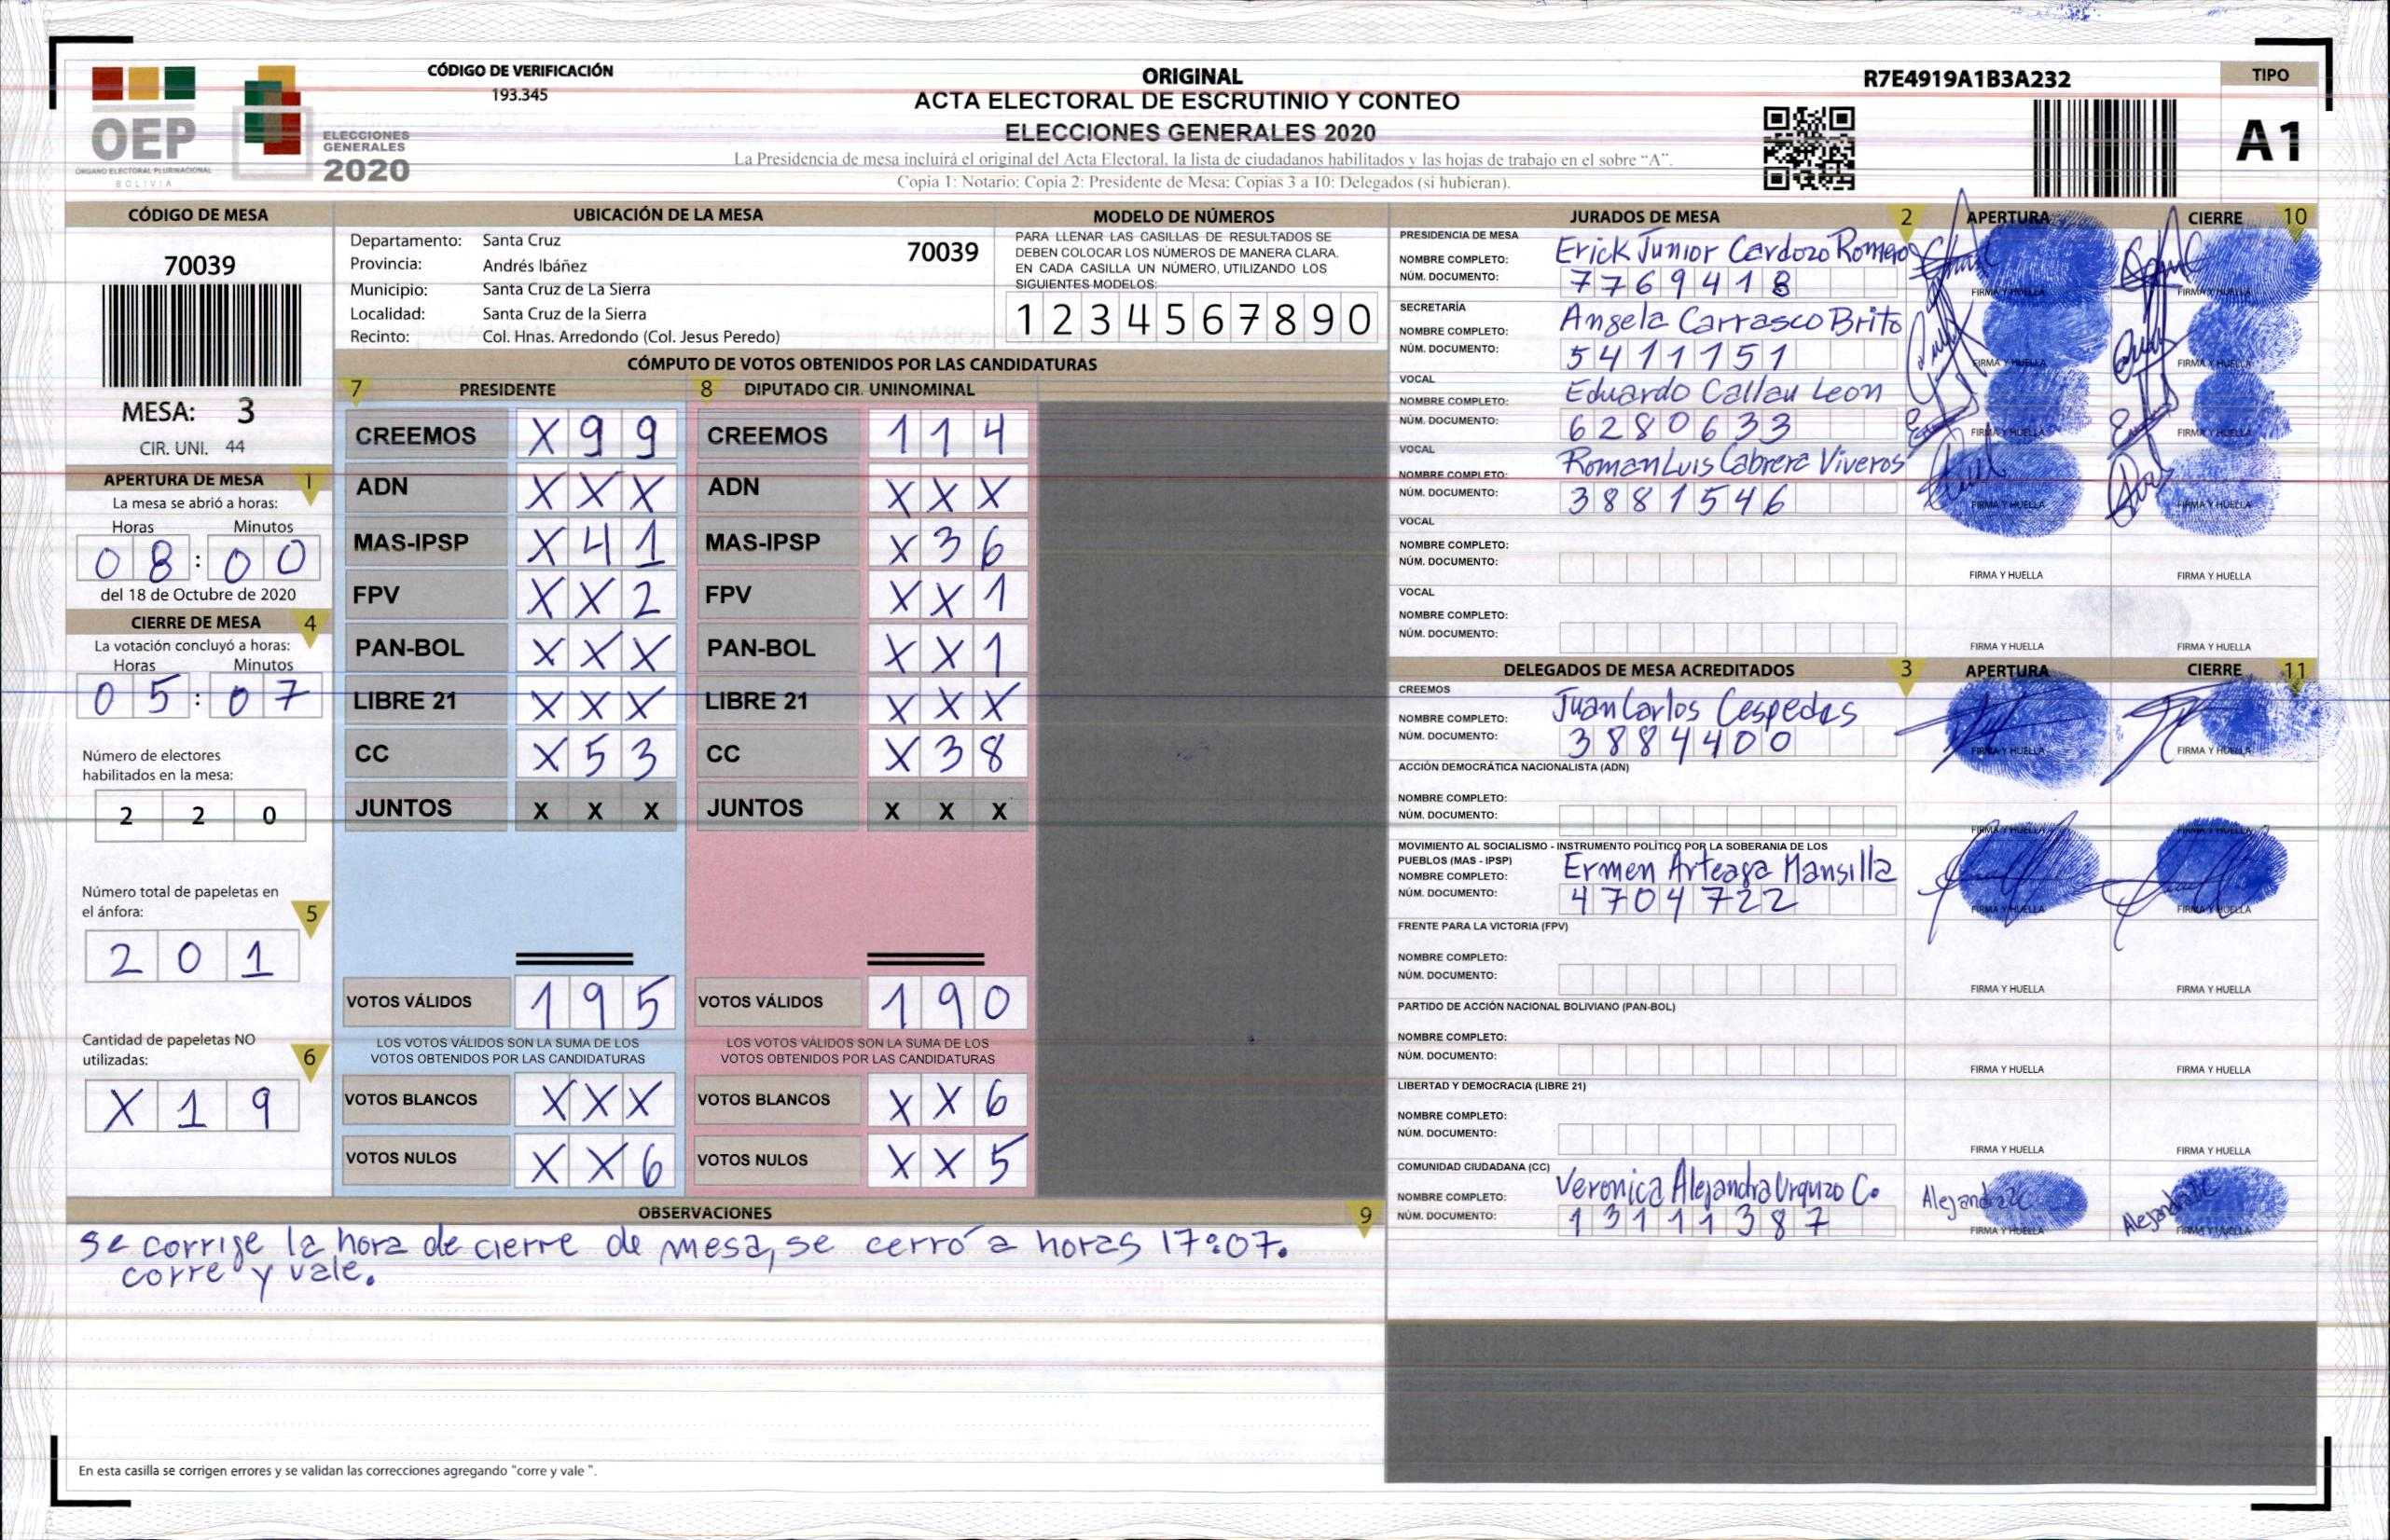 CÓDIGO DE VERIFICACIÓN
193.345
OEP
ÓRGANO ELECTORAL PLURINACIONAL
BOLIVIA
ELECCIONES
GENERALES
2020
ORIGINAL
ACTA ELECTORAL DE ESCRUTINIO Y CONTEO
ELECCIONES GENERALES 2020
La Presidencia de mesa incluirá el original del Acta Electoral, la lista de ciudadanos habilitados y las hojas de trabajo en el sobre “A”.
Copia 1: Notario; Copia 2: Presidente de Mesa; Copias 3 a 10: Delegados (si hubieran).
R7E4919A1B3A232
TIPO
A1
CÓDIGO DE MESA
70039
MESA: 3
CIR. UNI. 44
APERTURA DE MESA 1
La mesa se abrió a horas:
Horas Minutos
08:00
del 18 de Octubre de 2020
CIERRE DE MESA 4
La votación concluyó a horas:
Horas Minutos
05:07
Número de electores
habilitados en la mesa:
2 2 0
Número total de papeletas en
el ánfora: 5
2 0 1
Cantidad de papeletas NO
utilizadas: 6
X 1 9
UBICACIÓN DE LA MESA
Departamento: Santa Cruz 70039
Provincia: Andrés Ibáñez
Municipio: Santa Cruz de La Sierra
Localidad: Santa Cruz de la Sierra
Recinto: Col. Hnas. Arredondo (Col. Jesus Peredo)
MODELO DE NÚMEROS
PARA LLENAR LAS CASILLAS DE RESULTADOS SE
DEBEN COLOCAR LOS NÚMEROS DE MANERA CLARA.
EN CADA CASILLA UN NÚMERO, UTILIZANDO LOS
SIGUIENTES MODELOS:
1 2 3 4 5 6 7 8 9 0
CÓMPUTO DE VOTOS OBTENIDOS POR LAS CANDIDATURAS
7 PRESIDENTE 8 DIPUTADO CIR. UNINOMINAL
CREEMOS X 9 9 CREEMOS 1 1 4
ADN X X X ADN X X X
MAS-IPSP X 4 1 MAS-IPSP X 3 6
FPV X X 2 FPV X X 1
PAN-BOL X X X PAN-BOL X X 1
LIBRE 21 X X X LIBRE 21 X X X
CC X 5 3 CC X 3 8
JUNTOS X X X JUNTOS X X X
VOTOS VÁLIDOS 1 9 5 VOTOS VÁLIDOS 1 9 0
LOS VOTOS VÁLIDOS SON LA SUMA DE LOS LOS VOTOS VÁLIDOS SON LA SUMA DE LOS
VOTOS OBTENIDOS POR LAS CANDIDATURAS VOTOS OBTENIDOS POR LAS CANDIDATURAS
VOTOS BLANCOS X X X VOTOS BLANCOS X X 6
VOTOS NULOS X X 6 VOTOS NULOS X X 5
OBSERVACIONES 9
se corrige la hora de cierre de mesa, se cerró a horas 17:07.
corre y vale.
En esta casilla se corrigen errores y se validan las correcciones agregando "corre y vale ".
JURADOS DE MESA 2 APERTURA CIERRE 10
PRESIDENCIA DE MESA
NOMBRE COMPLETO: Erick Junior Cardozo Romero
NÚM. DOCUMENTO: 7769418 FIRMA Y HUELLA FIRMA Y HUELLA
SECRETARÍA
NOMBRE COMPLETO: Angela Carrasco Brito
NÚM. DOCUMENTO: 5411151 FIRMA Y HUELLA FIRMA Y HUELLA
VOCAL
NOMBRE COMPLETO: Eduardo Callau Leon
NÚM. DOCUMENTO: 6280633 FIRMA Y HUELLA FIRMA Y HUELLA
VOCAL
NOMBRE COMPLETO: Roman Luis Cabrera Viveros
NÚM. DOCUMENTO: 3881546 FIRMA Y HUELLA FIRMA Y HUELLA
VOCAL
NOMBRE COMPLETO:
NÚM. DOCUMENTO: FIRMA Y HUELLA FIRMA Y HUELLA
VOCAL
NOMBRE COMPLETO:
NÚM. DOCUMENTO: FIRMA Y HUELLA FIRMA Y HUELLA
DELEGADOS DE MESA ACREDITADOS 3 APERTURA CIERRE 11
CREEMOS
NOMBRE COMPLETO: Juan Carlos Cespedes
NÚM. DOCUMENTO: 3884400 FIRMA Y HUELLA FIRMA Y HUELLA
ACCIÓN DEMOCRÁTICA NACIONALISTA (ADN)
NOMBRE COMPLETO:
NÚM. DOCUMENTO: FIRMA Y HUELLA FIRMA Y HUELLA
MOVIMIENTO AL SOCIALISMO - INSTRUMENTO POLÍTICO POR LA SOBERANIA DE LOS
PUEBLOS (MAS - IPSP)
NOMBRE COMPLETO: Ermen Arteaga Mansilla
NÚM. DOCUMENTO: 4704722 FIRMA Y HUELLA FIRMA Y HUELLA
FRENTE PARA LA VICTORIA (FPV)
NOMBRE COMPLETO:
NÚM. DOCUMENTO: FIRMA Y HUELLA FIRMA Y HUELLA
PARTIDO DE ACCIÓN NACIONAL BOLIVIANO (PAN-BOL)
NOMBRE COMPLETO:
NÚM. DOCUMENTO: FIRMA Y HUELLA FIRMA Y HUELLA
LIBERTAD Y DEMOCRACIA (LIBRE 21)
NOMBRE COMPLETO:
NÚM. DOCUMENTO: FIRMA Y HUELLA FIRMA Y HUELLA
COMUNIDAD CIUDADANA (CC)
NOMBRE COMPLETO: Veronica Alejandra Urquizo C.
NÚM. DOCUMENTO: 13111387 FIRMA Y HUELLA FIRMA Y HUELLA